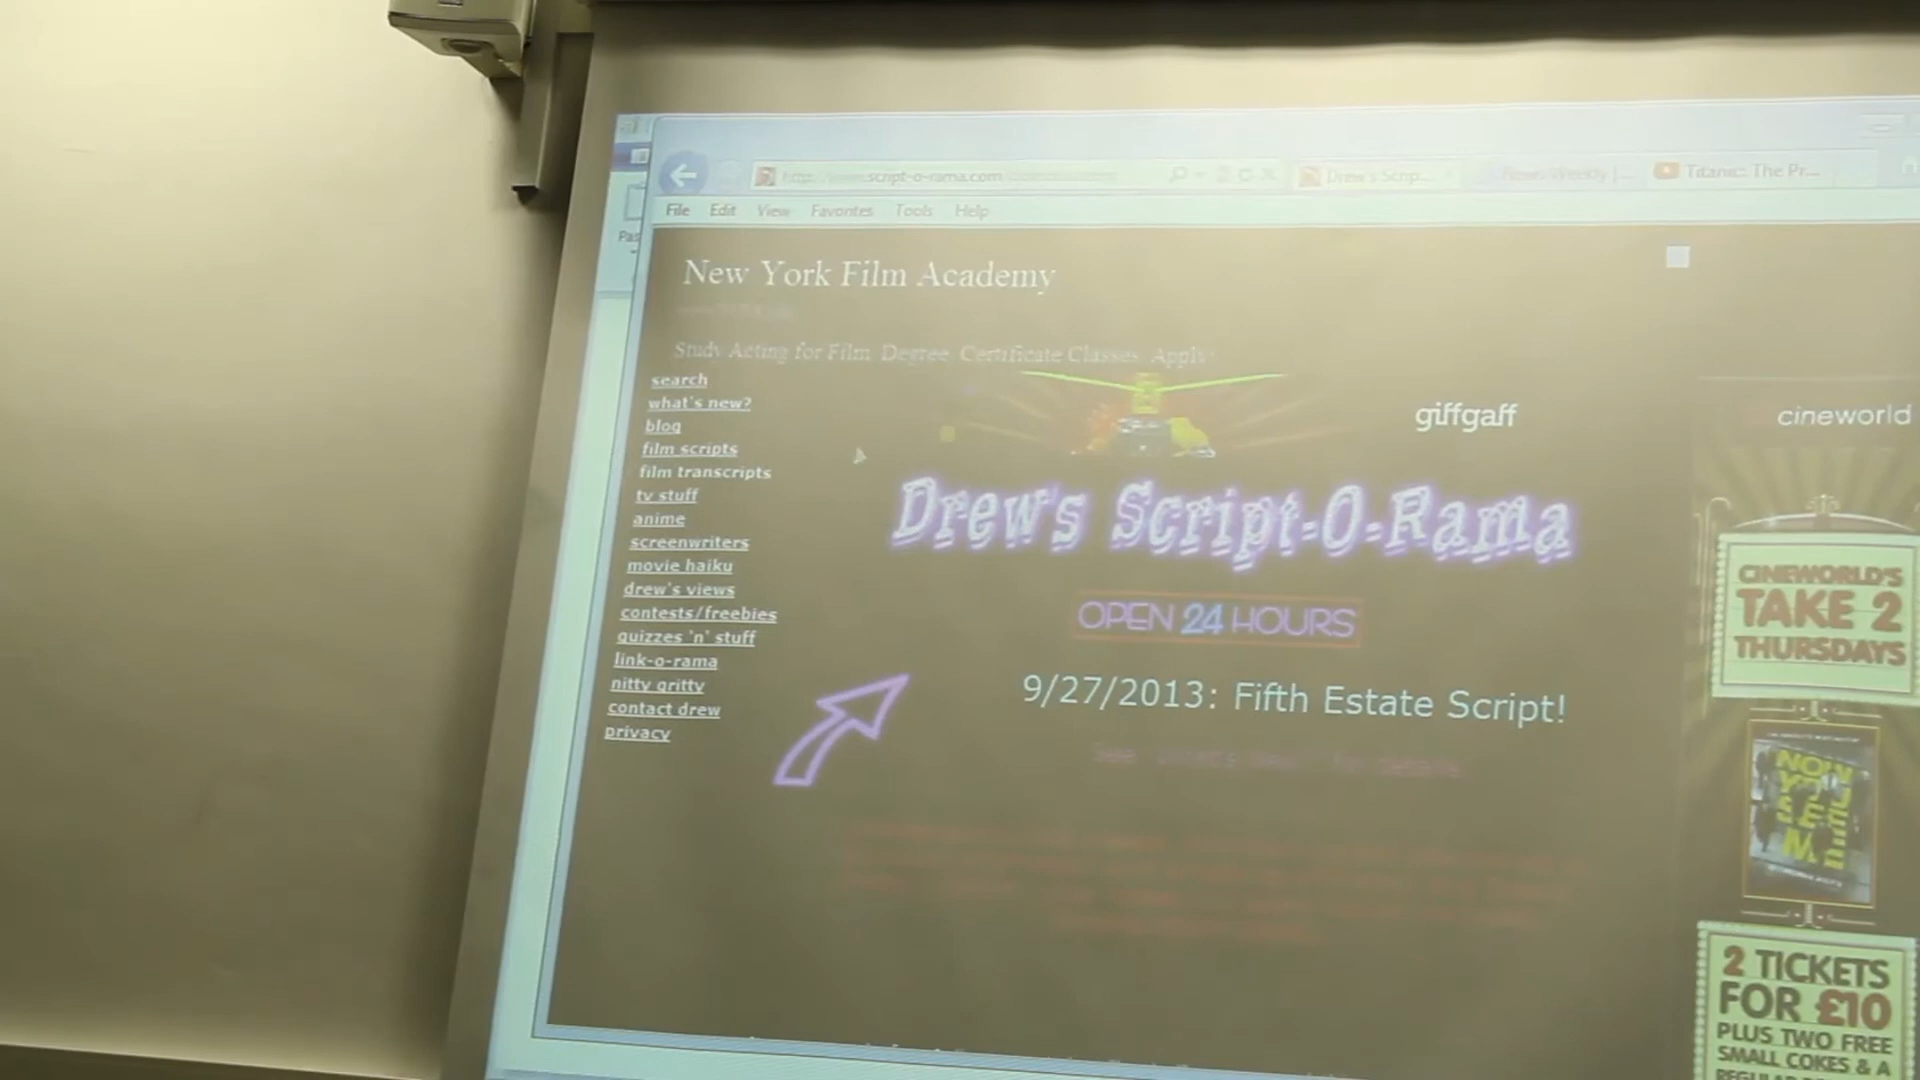 script-o-rama.com
Drew's Scrip...
Titanic: The Pr...
File Edit View Favorites Tools Help
New York Film Academy
Study Acting for Film Degree Certificate Classes Apply
search
what's new?
blog
film scripts
film transcripts
tv stuff
anime
screenwriters
movie haiku
drew's views
contests/freebies
quizzes 'n' stuff
link-o-rama
nitty gritty
contact drew
privacy
giffgaff
Drew's Script-O-Rama
OPEN 24 HOURS
9/27/2013: Fifth Estate Script!
cineworld
CINEWORLD'S
TAKE 2
THURSDAYS
NOW
YOU
SEE
ME
2 TICKETS
FOR £10
PLUS TWO FREE
SMALL COKES & A